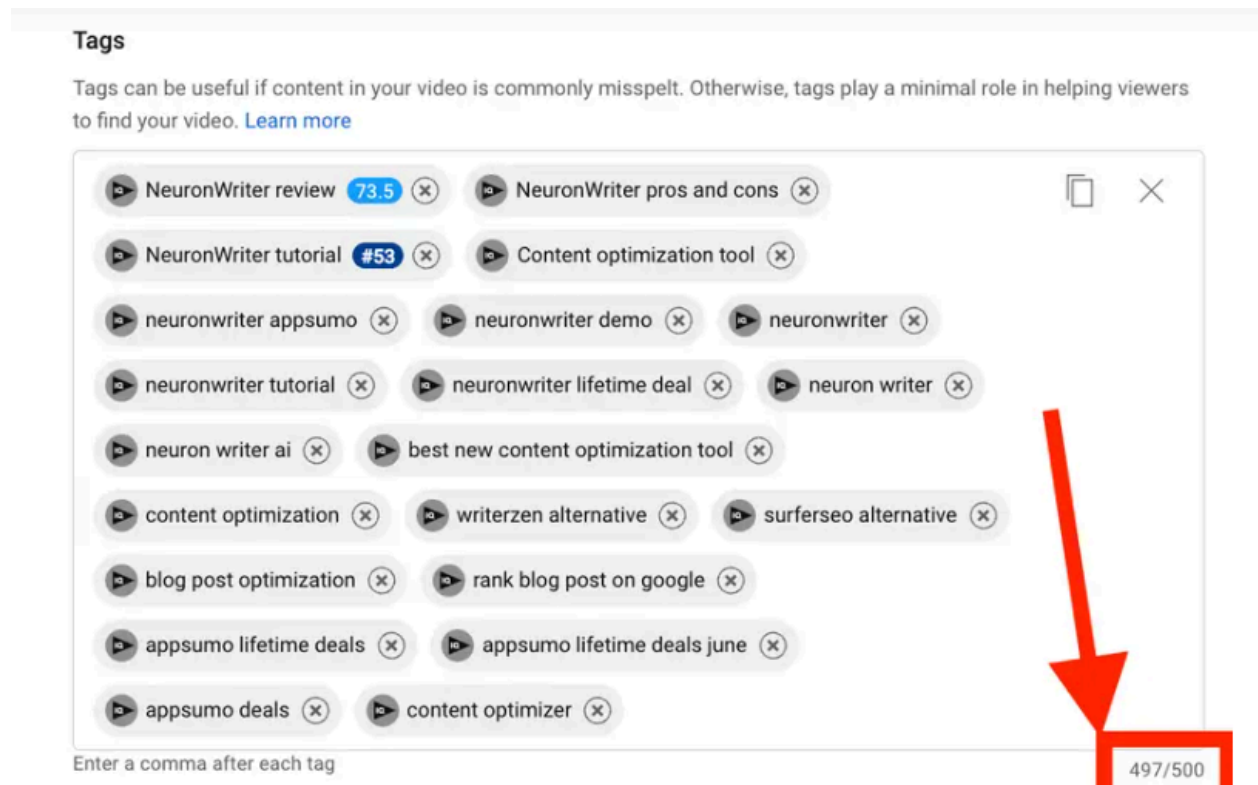 Tags
Tags can be useful if content in your video is commonly misspelt. Otherwise, tags play a minimal role in helping viewers
to find your video. Learn more
NeuronWriter review 73.5 NeuronWriter pros and cons
NeuronWriter tutorial #53 Content optimization tool
neuronwriter appsumo neuronwriter demo neuronwriter
neuronwriter tutorial neuronwriter lifetime deal neuron writer
neuron writer ai best new content optimization tool
content optimization writerzen alternative surferseo alternative
blog post optimization rank blog post on google
appsumo lifetime deals appsumo lifetime deals june
appsumo deals content optimizer
Enter a comma after each tag 497/500